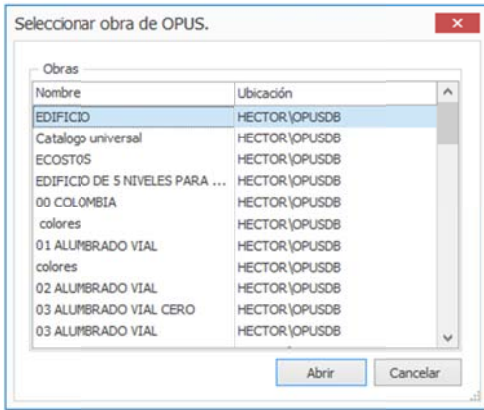 Seleccionar obra de OPUS.
Obras
Nombre Ubicación
EDIFICIO HECTOR\OPUSDB
Catalogo universal HECTOR\OPUSDB
ECOSTOS HECTOR\OPUSDB
EDIFICIO DE 5 NIVELES PARA ... HECTOR\OPUSDB
00 COLOMBIA HECTOR\OPUSDB
colores HECTOR\OPUSDB
01 ALUMBRADO VIAL HECTOR\OPUSDB
colores HECTOR\OPUSDB
02 ALUMBRADO VIAL HECTOR\OPUSDB
03 ALUMBRADO VIAL CERO HECTOR\OPUSDB
03 ALUMBRADO VIAL HECTOR\OPUSDB
Abrir Cancelar